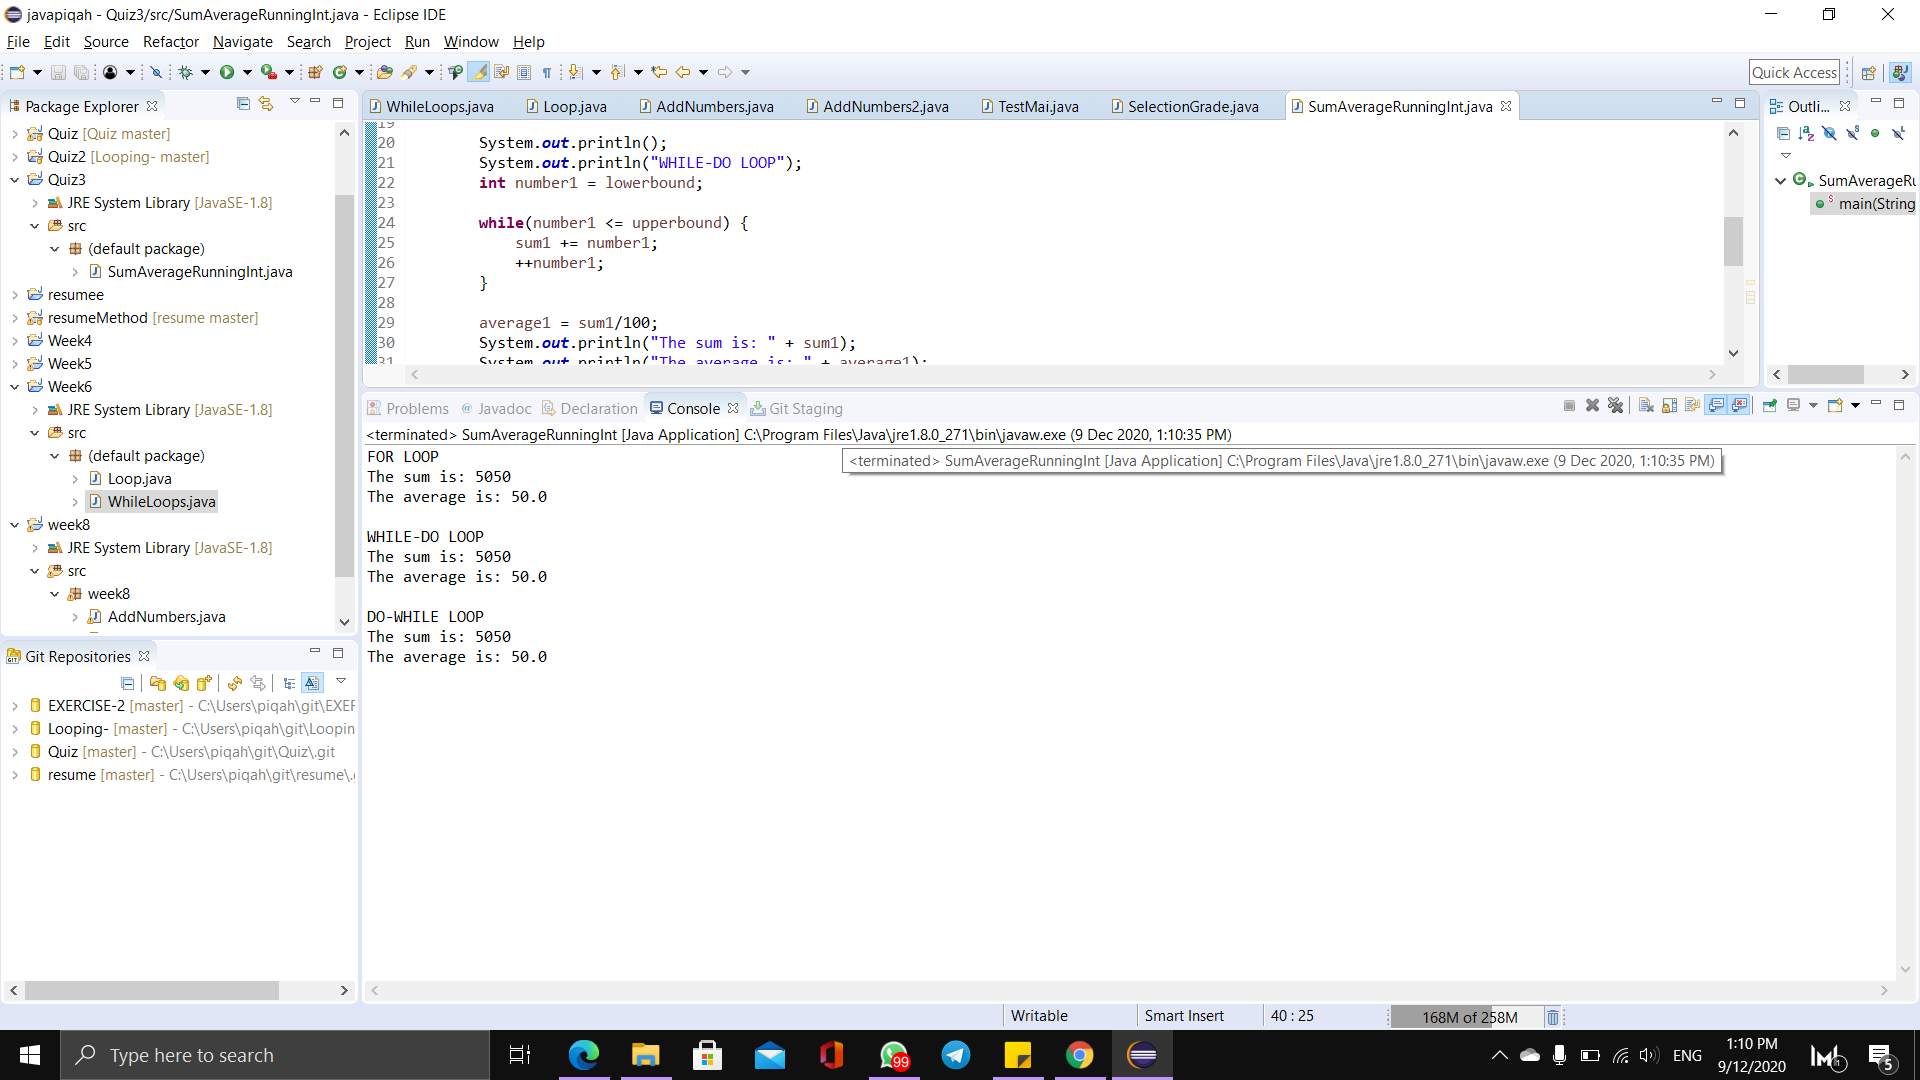 javapiqah - Quiz3/src/SumAverageRunningInt.java - Eclipse IDE
File Edit Source Refactor Navigate Search Project Run Window Help
Quick Access
Package Explorer
Quiz [Quiz master]
Quiz2 [Looping- master]
Quiz3
JRE System Library [JavaSE-1.8]
src
(default package)
SumAverageRunningInt.java
resumee
resumeMethod [resume master]
Week4
Week5
Week6
JRE System Library [JavaSE-1.8]
src
(default package)
Loop.java
WhileLoops.java
week8
JRE System Library [JavaSE-1.8]
src
week8
AddNumbers.java
Git Repositories
EXERCISE-2 [master] - C:\Users\piqah\git\EXER
Looping- [master] - C:\Users\piqah\git\Loopin
Quiz [master] - C:\Users\piqah\git\Quiz\.git
resume [master] - C:\Users\piqah\git\resume\.
WhileLoops.java Loop.java AddNumbers.java AddNumbers2.java TestMai.java SelectionGrade.java SumAverageRunningInt.java
19
20 System.out.println();
21 System.out.println("WHILE-DO LOOP");
22 int number1 = lowerbound;
23
24 while(number1 <= upperbound) {
25 sum1 += number1;
26 ++number1;
27 }
28
29 average1 = sum1/100;
30 System.out.println("The sum is: " + sum1);
31 System.out.println("The average is: " + average1);
Outli...
SumAverageRu
main(String
Problems @ Javadoc Declaration Console Git Staging
<terminated> SumAverageRunningInt [Java Application] C:\Program Files\Java\jre1.8.0_271\bin\javaw.exe (9 Dec 2020, 1:10:35 PM)
<terminated> SumAverageRunningInt [Java Application] C:\Program Files\Java\jre1.8.0_271\bin\javaw.exe (9 Dec 2020, 1:10:35 PM)
FOR LOOP
The sum is: 5050
The average is: 50.0
WHILE-DO LOOP
The sum is: 5050
The average is: 50.0
DO-WHILE LOOP
The sum is: 5050
The average is: 50.0
Writable Smart Insert 40 : 25 168M of 258M
Type here to search
99
ENG
1:10 PM
9/12/2020
5